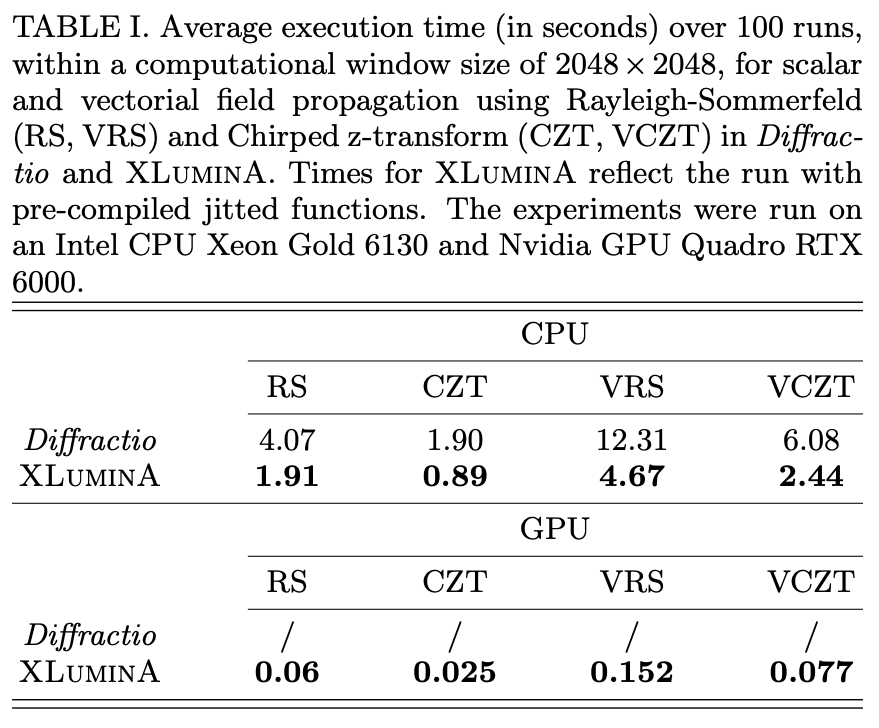 TABLE I. Average execution time (in seconds) over 100 runs,
within a computational window size of 2048 × 2048, for scalar
and vectorial field propagation using Rayleigh-Sommerfeld
(RS, VRS) and Chirped z-transform (CZT, VCZT) in Diffrac-
tio and XLUMINA. Times for XLUMINA reflect the run with
pre-compiled jitted functions. The experiments were run on
an Intel CPU Xeon Gold 6130 and Nvidia GPU Quadro RTX
6000.
CPU
RS CZT VRS VCZT
Diffractio 4.07 1.90 12.31 6.08
XLUMINA 1.91 0.89 4.67 2.44
GPU
RS CZT VRS VCZT
Diffractio / / / /
XLUMINA 0.06 0.025 0.152 0.077